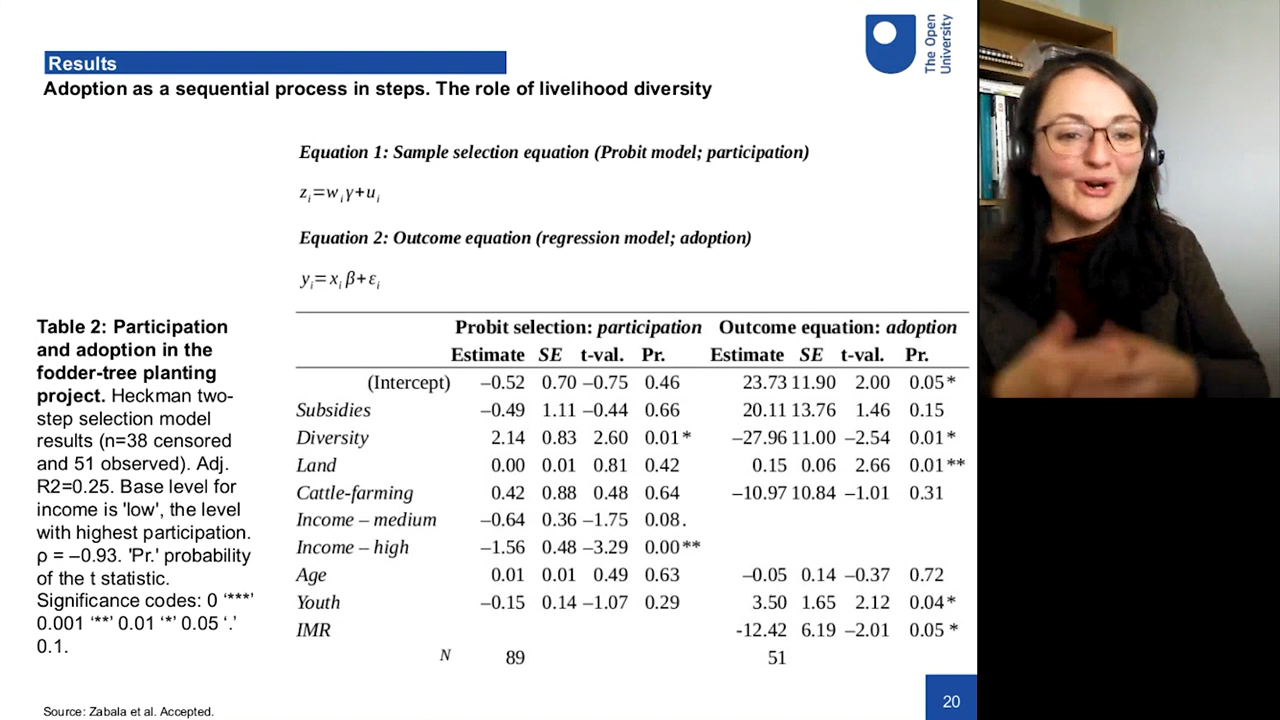 Results
The Open
University
Adoption as a sequential process in steps. The role of livelihood diversity
Equation 1: Sample selection equation (Probit model; participation)
zᵢ=wᵢγ+uᵢ
Equation 2: Outcome equation (regression model; adoption)
yᵢ=xᵢβ+εᵢ
Table 2: Participation
and adoption in the
fodder-tree planting
project. Heckman two-
step selection model
results (n=38 censored
and 51 observed). Adj.
R2=0.25. Base level for
income is 'low', the level
with highest participation.
ρ = –0.93. 'Pr.' probability
of the t statistic.
Significance codes: 0 ‘***’
0.001 ‘**’ 0.01 ‘*’ 0.05 ‘.’
0.1.
Probit selection: participation Outcome equation: adoption
Estimate SE t-val. Pr. Estimate SE t-val. Pr.
(Intercept) –0.52 0.70 –0.75 0.46 23.73 11.90 2.00 0.05 *
Subsidies –0.49 1.11 –0.44 0.66 20.11 13.76 1.46 0.15
Diversity 2.14 0.83 2.60 0.01 * –27.96 11.00 –2.54 0.01 *
Land 0.00 0.01 0.81 0.42 0.15 0.06 2.66 0.01 **
Cattle-farming 0.42 0.88 0.48 0.64 –10.97 10.84 –1.01 0.31
Income – medium –0.64 0.36 –1.75 0.08 .
Income – high –1.56 0.48 –3.29 0.00 **
Age 0.01 0.01 0.49 0.63 –0.05 0.14 –0.37 0.72
Youth –0.15 0.14 –1.07 0.29 3.50 1.65 2.12 0.04 *
IMR -12.42 6.19 –2.01 0.05 *
N 89 51
Source: Zabala et al. Accepted.
20